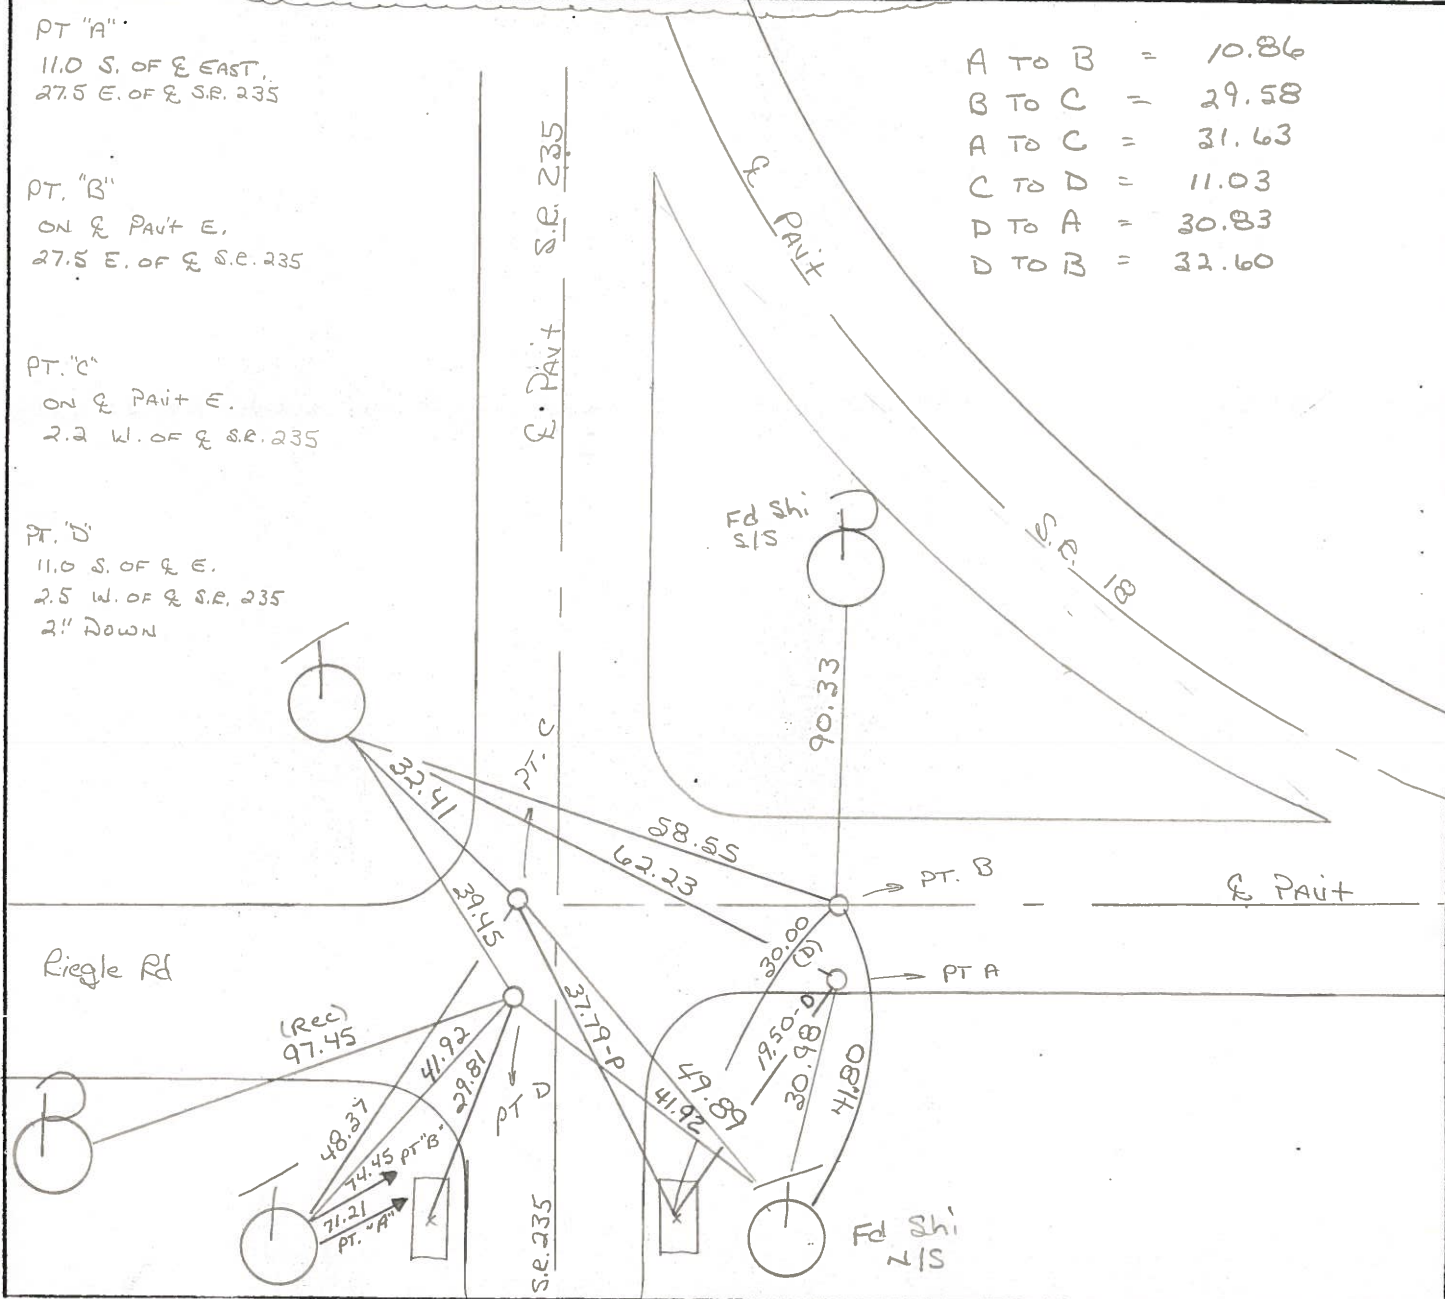 PT "A"
11.0 S. OF ℄ EAST,
27.5 E. OF ℄ S.R. 235
PT. "B"
ON ℄ PAV't E.
27.5 E. OF ℄ S.R. 235
PT. "C"
ON ℄ PAV't E.
2.2 W. OF ℄ S.R. 235
PT. "D"
11.0 S. OF ℄ E.
2.5 W. OF ℄ S.R. 235
2" DOWN
A TO B = 10.86
B TO C = 29.58
A TO C = 31.63
C TO D = 11.03
D TO A = 30.83
D TO B = 32.60
℄ PAV't S.R. 235
℄ PAV't
S.R. 18
Fd Shi
S/S
90.33
PT. C
32.41
58.55
62.23
39.45
PT. B
℄ PAV't
PT A
30.00
(D)
Riegle Rd
(Rec)
97.45
41.92
29.81
37.79-P
19.50-D
30.98
41.80
49.89
41.92
PT D
48.37
74.45 PT "B"
71.21
PT. "A"
S.R. 235
Fd Shi
N/S